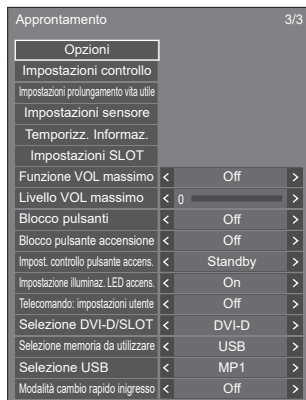 Approntamento 3/3
Opzioni
Impostazioni controllo
Impostazioni prolungamento vita utile
Impostazioni sensore
Temporizz. Informaz.
Impostazioni SLOT
Funzione VOL massimo < Off >
Livello VOL massimo < 0 >
Blocco pulsanti < Off >
Blocco pulsante accensione < Off >
Impost. controllo pulsante accens. < Standby >
Impostazione illuminaz. LED accens. < On >
Telecomando: impostazioni utente < Off >
Selezione DVI-D/SLOT < DVI-D >
Selezione memoria da utilizzare < USB >
Selezione USB < MP1 >
Modalità cambio rapido inigresso < Off >